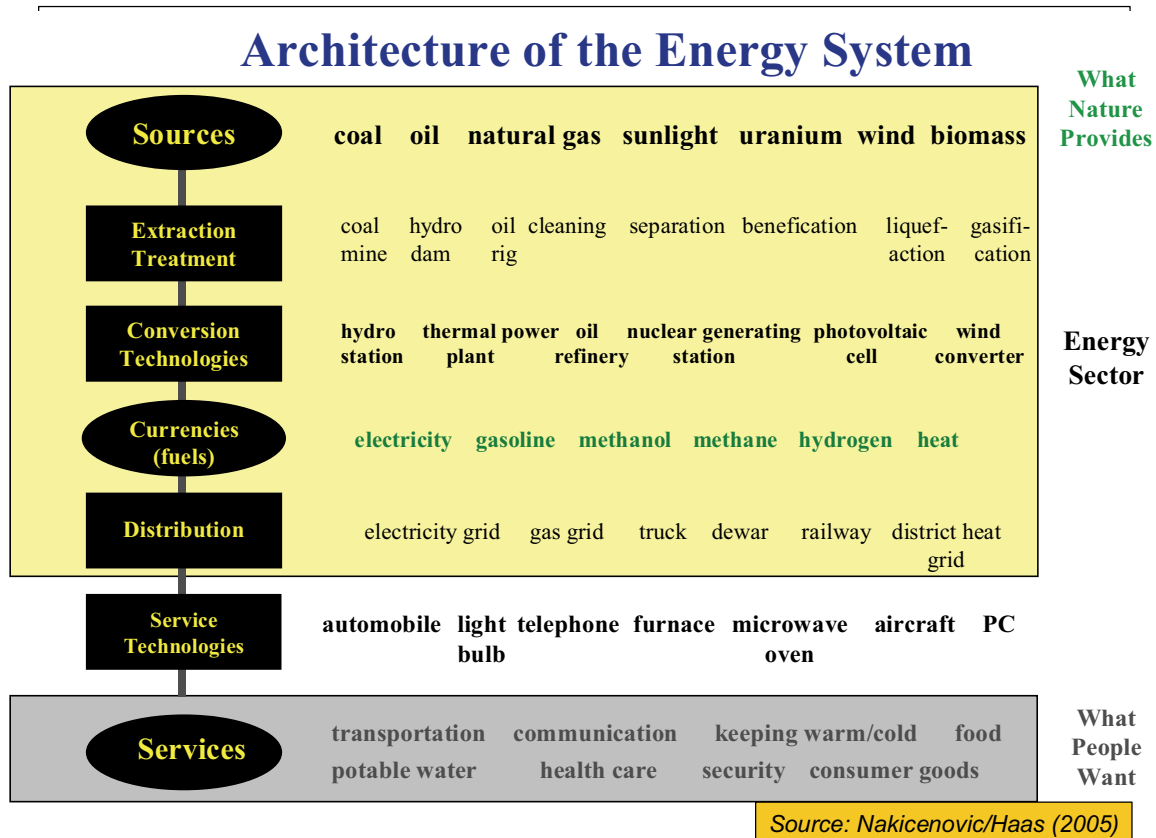 Architecture of the Energy System
What
Nature
Provides
Sources
coal oil natural gas sunlight uranium wind biomass
Extraction
Treatment
coal hydro oil cleaning separation benefication liquef- gasifi-
mine dam rig action cation
Conversion
Technologies
hydro thermal power oil nuclear generating photovoltaic wind
station plant refinery station cell converter
Energy
Sector
Currencies
(fuels)
electricity gasoline methanol methane hydrogen heat
Distribution
electricity grid gas grid truck dewar railway district heat
grid
Service
Technologies
automobile light telephone furnace microwave aircraft PC
bulb oven
Services
transportation communication keeping warm/cold food
potable water health care security consumer goods
What
People
Want
Source: Nakicenovic/Haas (2005)